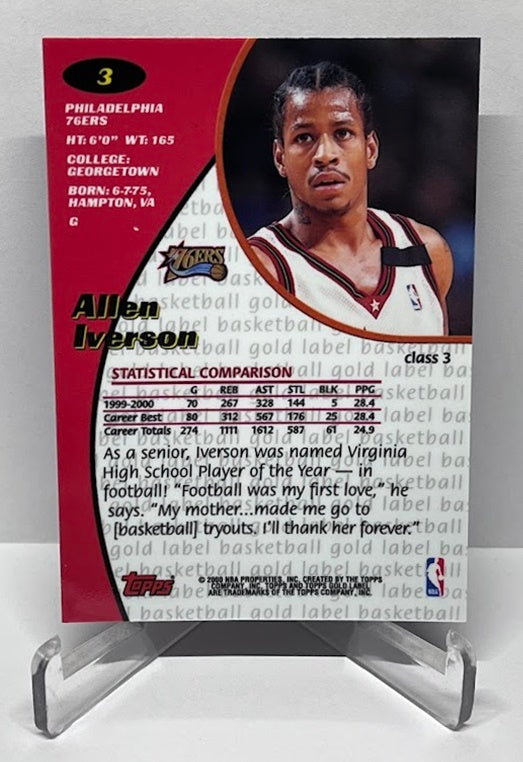 3
PHILADELPHIA
76ERS
HT: 6'0" WT: 165
COLLEGE:
GEORGETOWN
BORN: 6-7-75,
HAMPTON, VA
G
76ERS
Allen
Iverson
class 3
STATISTICAL COMPARISON
G REB AST STL BLK PPG
1999-2000 70 267 328 144 5 28.4
Career Best 80 312 567 176 25 28.4
Career Totals 274 1111 1612 587 61 24.9
As a senior, Iverson was named Virginia
High School Player of the Year — in
football! "Football was my first love," he
says. "My mother...made me go to
[basketball] tryouts. I'll thank her forever."
Topps
© 2000 NBA PROPERTIES, INC. CREATED BY THE TOPPS
COMPANY, INC. TOPPS AND TOPPS GOLD LABEL
ARE TRADEMARKS OF THE TOPPS COMPANY, INC.